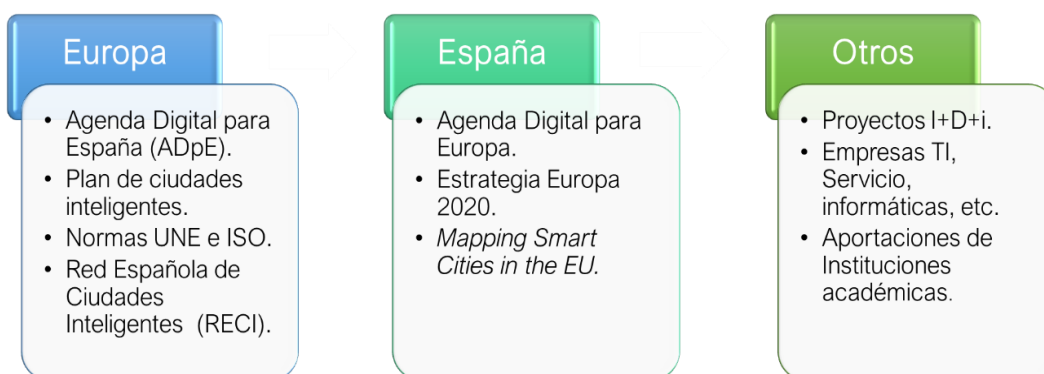 Europa
• Agenda Digital para
España (ADpE).
• Plan de ciudades
inteligentes.
• Normas UNE e ISO.
• Red Española de
Ciudades
Inteligentes (RECI).
España
• Agenda Digital para
Europa.
• Estrategia Europa
2020.
• Mapping Smart
Cities in the EU.
Otros
• Proyectos I+D+i.
• Empresas TI,
Servicio,
informáticas, etc.
• Aportaciones de
Instituciones
académicas.